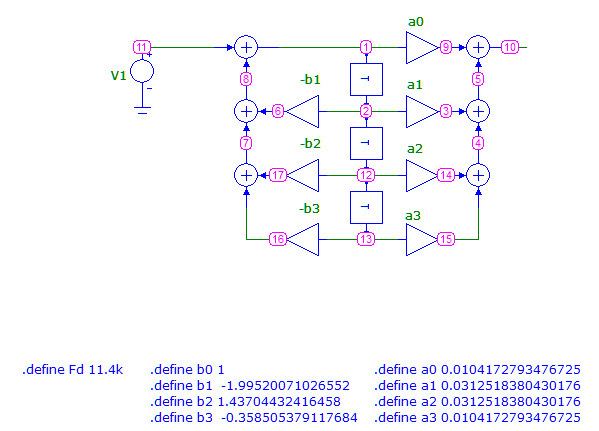 a0
11
1
9
10
V1
+
-
8
-b1
T
a1
5
6
2
3
7
-b2
T
a2
4
17
12
14
-b3
T
a3
16
13
15
.define Fd 11.4k .define b0 1 .define a0 0.0104172793476725
.define b1 -1.99520071026552 .define a1 0.0312518380430176
.define b2 1.43704432416458 .define a2 0.0312518380430176
.define b3 -0.358505379117684 .define a3 0.0104172793476725